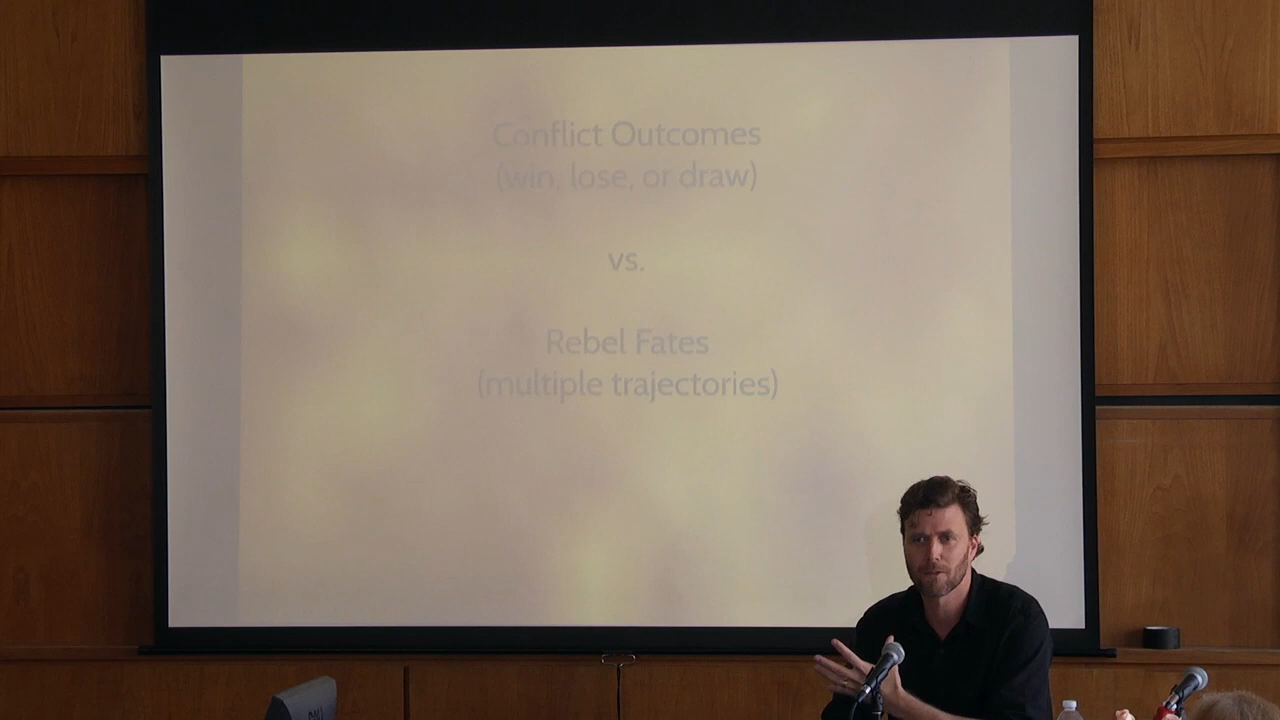 Conflict Outcomes
(win, lose, or draw)
vs.
Rebel Fates
(multiple trajectories)